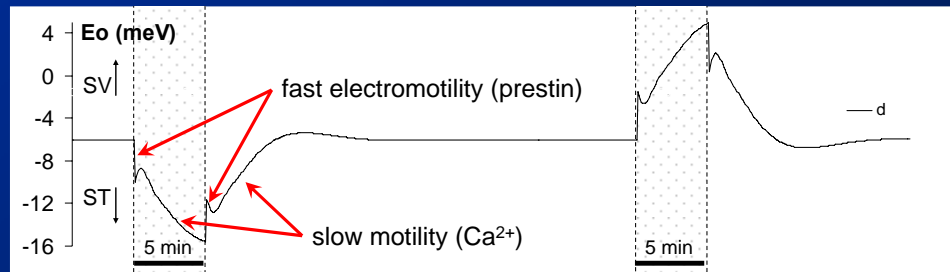 4 Eo (meV)
0
SV
-4
-8
-12
ST
-16
fast electromotility (prestin)
slow motility (Ca²⁺)
d
5 min
5 min